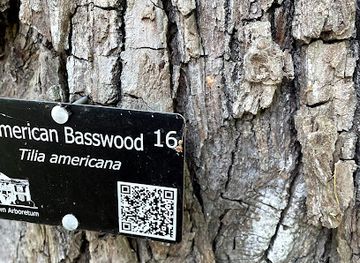 merican Basswood 16
Tilia americana
n Arboretum